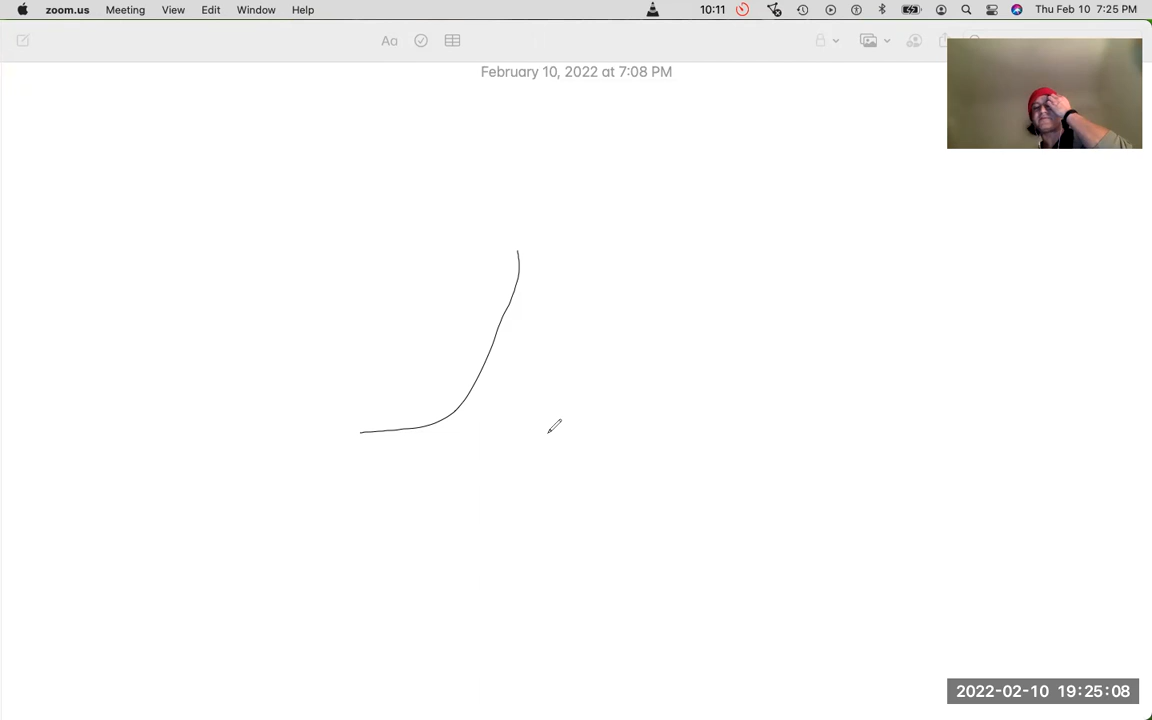 zoom.us Meeting View Edit Window Help 10:11 Thu Feb 10 7:25 PM
Aa
February 10, 2022 at 7:08 PM
2022-02-10 19:25:08